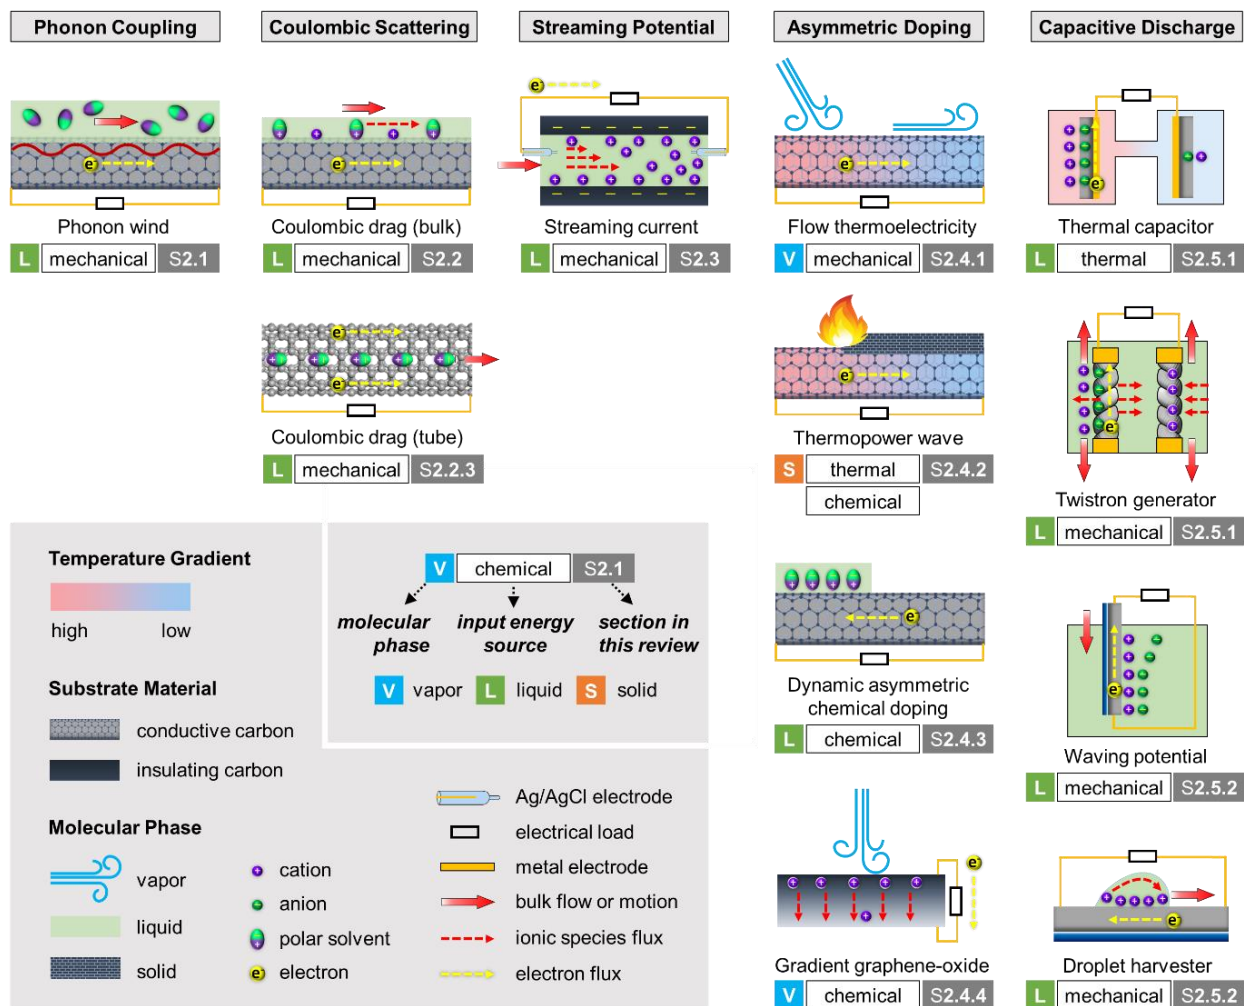 Phonon Coupling
Coulombic Scattering
Streaming Potential
Asymmetric Doping
Capacitive Discharge
Phonon wind
L mechanical S2.1
Coulombic drag (bulk)
L mechanical S2.2
Streaming current
L mechanical S2.3
Flow thermoelectricity
V mechanical S2.4.1
Thermal capacitor
L thermal S2.5.1
Coulombic drag (tube)
L mechanical S2.2.3
Thermopower wave
S thermal S2.4.2
chemical
Twistron generator
L mechanical S2.5.1
Dynamic asymmetric
chemical doping
L chemical S2.4.3
Waving potential
L mechanical S2.5.2
Gradient graphene-oxide
V chemical S2.4.4
Droplet harvester
L mechanical S2.5.2
Temperature Gradient
high low
Substrate Material
conductive carbon
insulating carbon
Molecular Phase
vapor
liquid
solid
V chemical S2.1
molecular
phase
input energy
source
section in
this review
V vapor L liquid S solid
+ cation
- anion
+ polar solvent
e- electron
Ag/AgCl electrode
electrical load
metal electrode
bulk flow or motion
ionic species flux
electron flux